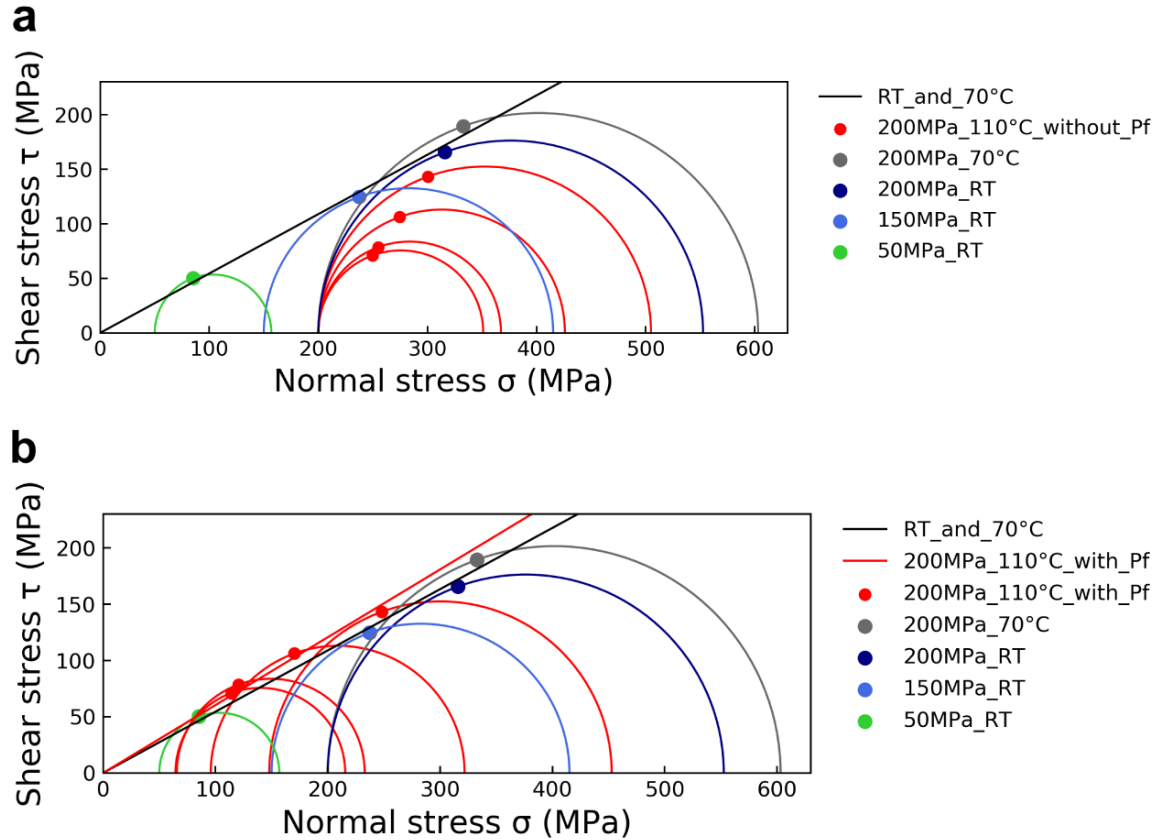 a
Shear stress τ (MPa)
200
150
100
50
0
0 100 200 300 400 500 600
Normal stress σ (MPa)
RT_and_70°C
200MPa_110°C_without_Pf
200MPa_70°C
200MPa_RT
150MPa_RT
50MPa_RT
b
Shear stress τ (MPa)
200
150
100
50
0
0 100 200 300 400 500 600
Normal stress σ (MPa)
RT_and_70°C
200MPa_110°C_with_Pf
200MPa_110°C_with_Pf
200MPa_70°C
200MPa_RT
150MPa_RT
50MPa_RT